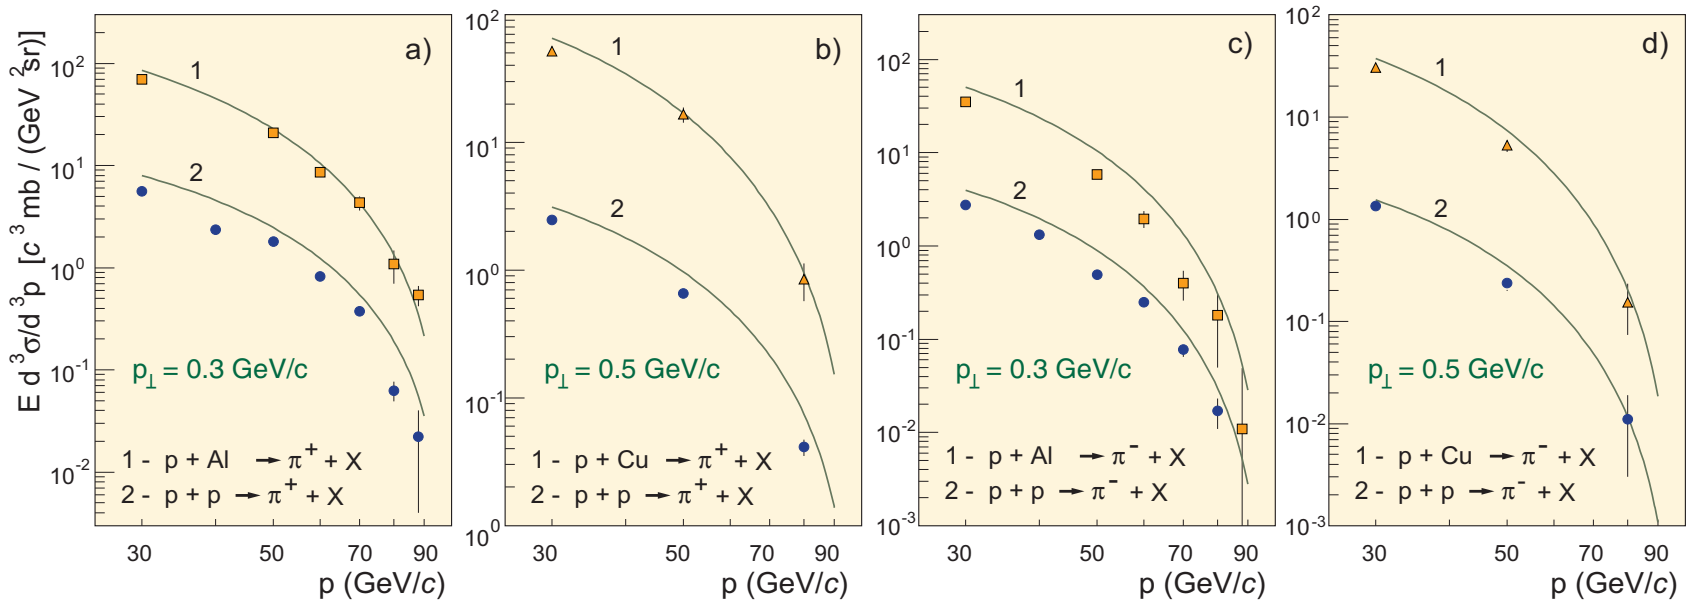 E d³σ/d³p [c³ mb / (GeV²sr)]
a)
10²
10¹
10⁰
10⁻¹
10⁻²
1
2
p⊥ = 0.3 GeV/c
1 - p + Al → π⁺ + X
2 - p + p → π⁺ + X
30 50 70 90
p (GeV/c)
b)
10²
10¹
10⁰
10⁻¹
10⁰
1
2
p⊥ = 0.5 GeV/c
1 - p + Cu → π⁺ + X
2 - p + p → π⁺ + X
30 50 70 90
p (GeV/c)
c)
10²
10¹
10⁰
10⁻¹
10⁻²
10⁻³
1
2
p⊥ = 0.3 GeV/c
1 - p + Al → π⁻ + X
2 - p + p → π⁻ + X
30 50 70 90
p (GeV/c)
d)
10²
10¹
10⁰
10⁻¹
10⁻²
10⁻³
1
2
p⊥ = 0.5 GeV/c
1 - p + Cu → π⁻ + X
2 - p + p → π⁻ + X
30 50 70 90
p (GeV/c)